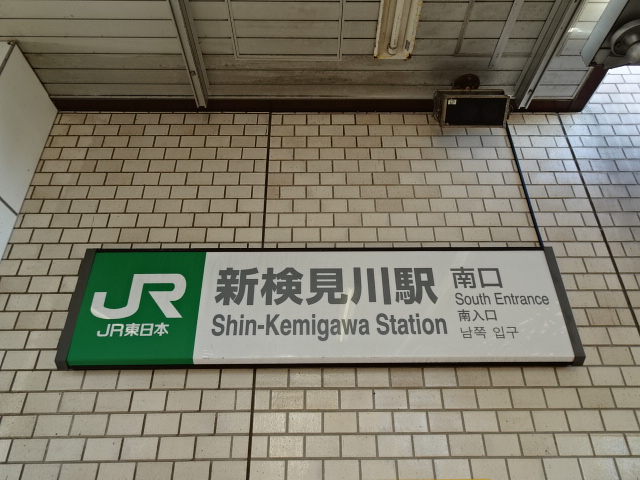 JR
JR東日本
新検見川駅
Shin-Kemigawa Station
南口
South Entrance
南入口
남쪽 입구